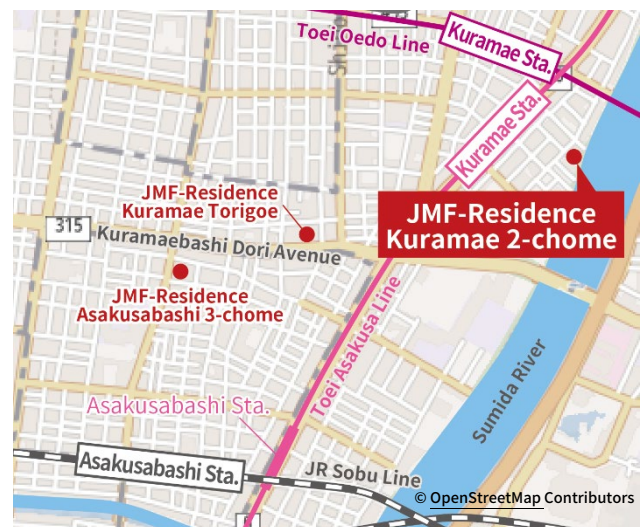 Toei Oedo Line
Kuramae Sta.
Kuramae Sta.
JMF-Residence
Kuramae Torigoe
JMF-Residence
Kuramae 2-chome
315
Kuramaebashi Dori Avenue
JMF-Residence
Asakusabashi 3-chome
Toei Asakusa Line
Sumida River
Asakusabashi Sta.
Asakusabashi Sta.
JR Sobu Line
© OpenStreetMap Contributors